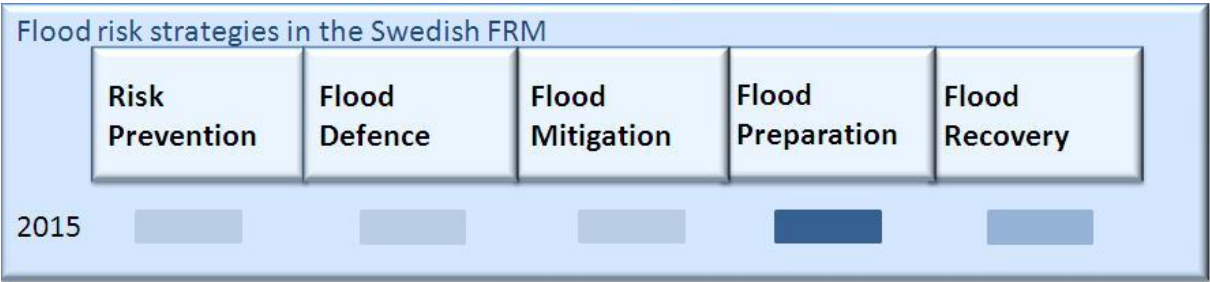 Flood risk strategies in the Swedish FRM
Risk
Prevention
Flood
Defence
Flood
Mitigation
Flood
Preparation
Flood
Recovery
2015